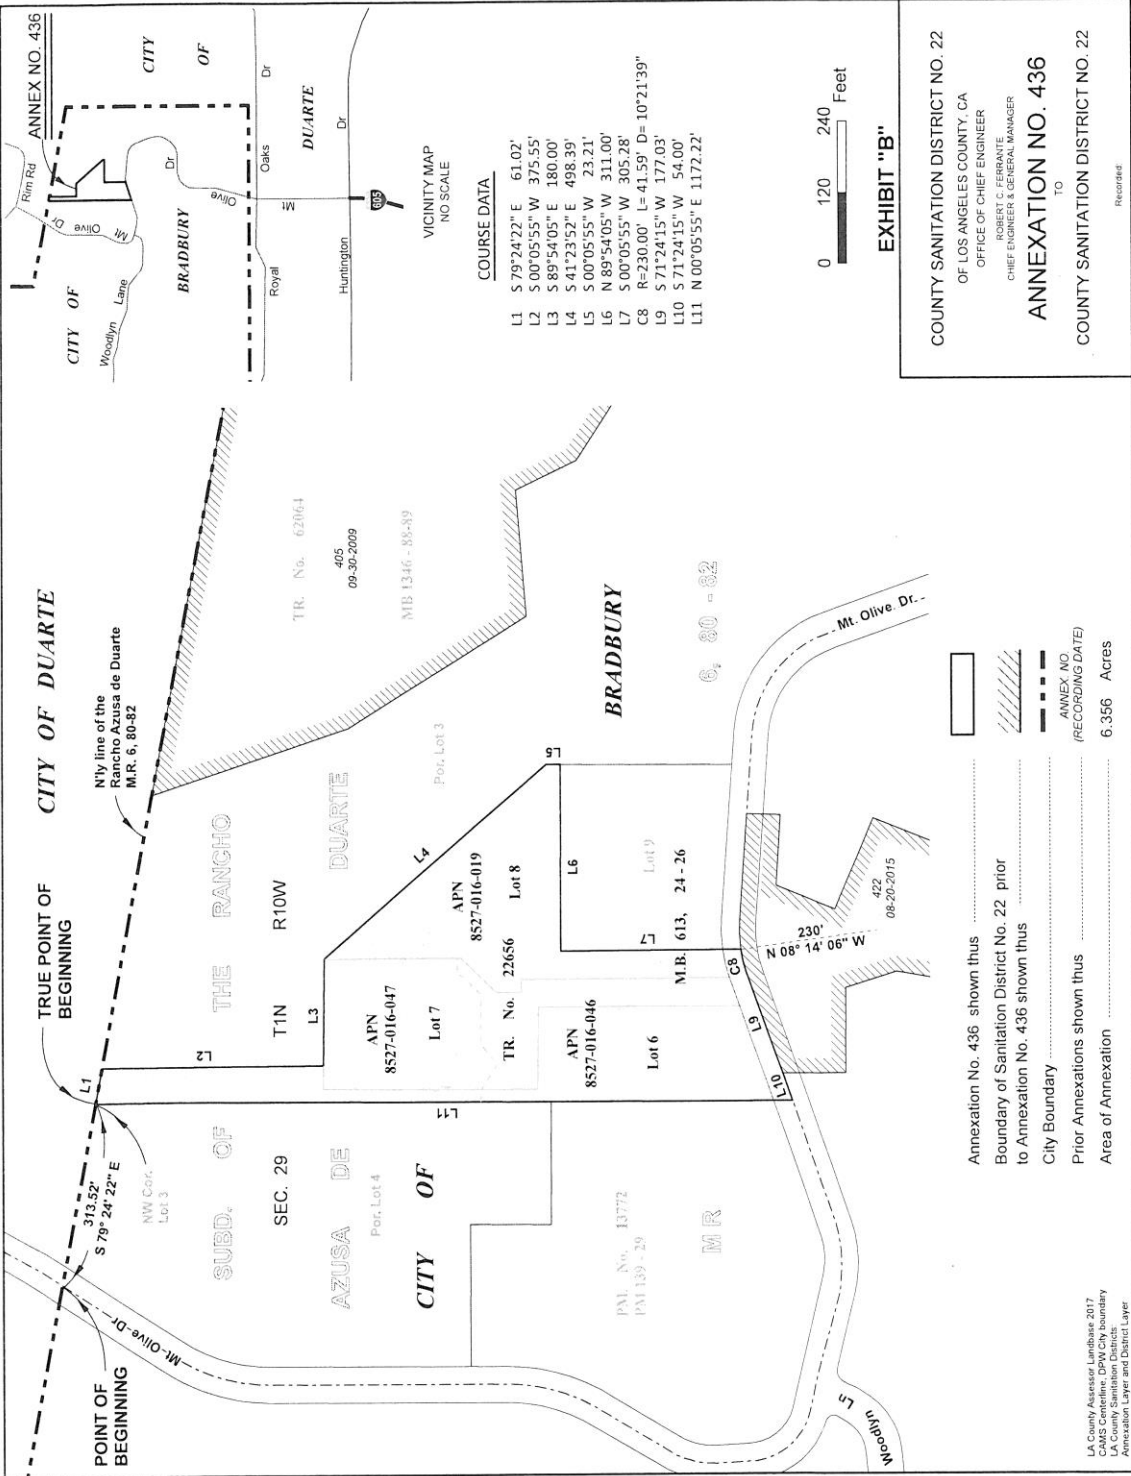 TRUE POINT OF
BEGINNING
CITY OF DUARTE
N'ly line of the
Rancho Azusa de Duarte
M.R. 6, 80-82
POINT OF
BEGINNING
313.52'
S 79° 24' 22" E
NW Cor.
Lot 3
Mt-Olive-Dr
L1
L2
L3
L4
L5
L6
L7
C8
L9
L10
L11
SUBD. OF THE RANCHO
AZUSA DE DUARTE
SEC. 29
T1N R10W
Por. Lot 4
Por. Lot 3
CITY OF BRADBURY
TR. No. 62064
405
09-30-2009
MB 1346 - 88-89
APN
8527-016-047
Lot 7
APN
8527-016-019
Lot 8
TR. No. 22656
APN
8527-016-046
Lot 6
M.B. 613, 24 - 26
Lot 9
PM. No. 13772
PM 139 - 29
M R 6, 80 - 82
230'
N 08° 14' 06" W
422
08-20-2015
Mt. Olive. Dr.
Woodlyn Ln
Annexation No. 436 shown thus
Boundary of Sanitation District No. 22 prior
to Annexation No. 436 shown thus
City Boundary
Prior Annexations shown thus
ANNEX. NO.
(RECORDING DATE)
Area of Annexation
6.356 Acres
LA County Assessor Landbase 2017
CAMS Centerline, DPW City boundary
LA County Sanitation Districts
Annexation Layer and District Layer
ANNEX NO. 436
Rim Rd
CITY OF
CITY OF
Mt Olive Dr
Woodlyn Lane
BRADBURY
Olive Dr
Mt
Royal Oaks Dr
DUARTE
Huntington Dr
605
VICINITY MAP
NO SCALE
COURSE DATA
L1 S 79°24'22" E 61.02'
L2 S 00°05'55" W 375.55'
L3 S 89°54'05" E 180.00'
L4 S 41°23'52" E 498.39'
L5 S 00°05'55" W 23.21'
L6 N 89°54'05" W 311.00'
L7 S 00°05'55" W 305.28'
C8 R=230.00' L= 41.59' D= 10°21'39"
L9 S 71°24'15" W 177.03'
L10 S 71°24'15" W 54.00'
L11 N 00°05'55" E 1172.22'
0 120 240
Feet
EXHIBIT "B"
COUNTY SANITATION DISTRICT NO. 22
OF LOS ANGELES COUNTY, CA
OFFICE OF CHIEF ENGINEER
ROBERT C. FERRANTE
CHIEF ENGINEER & GENERAL MANAGER
ANNEXATION NO. 436
TO
COUNTY SANITATION DISTRICT NO. 22
Recorded: